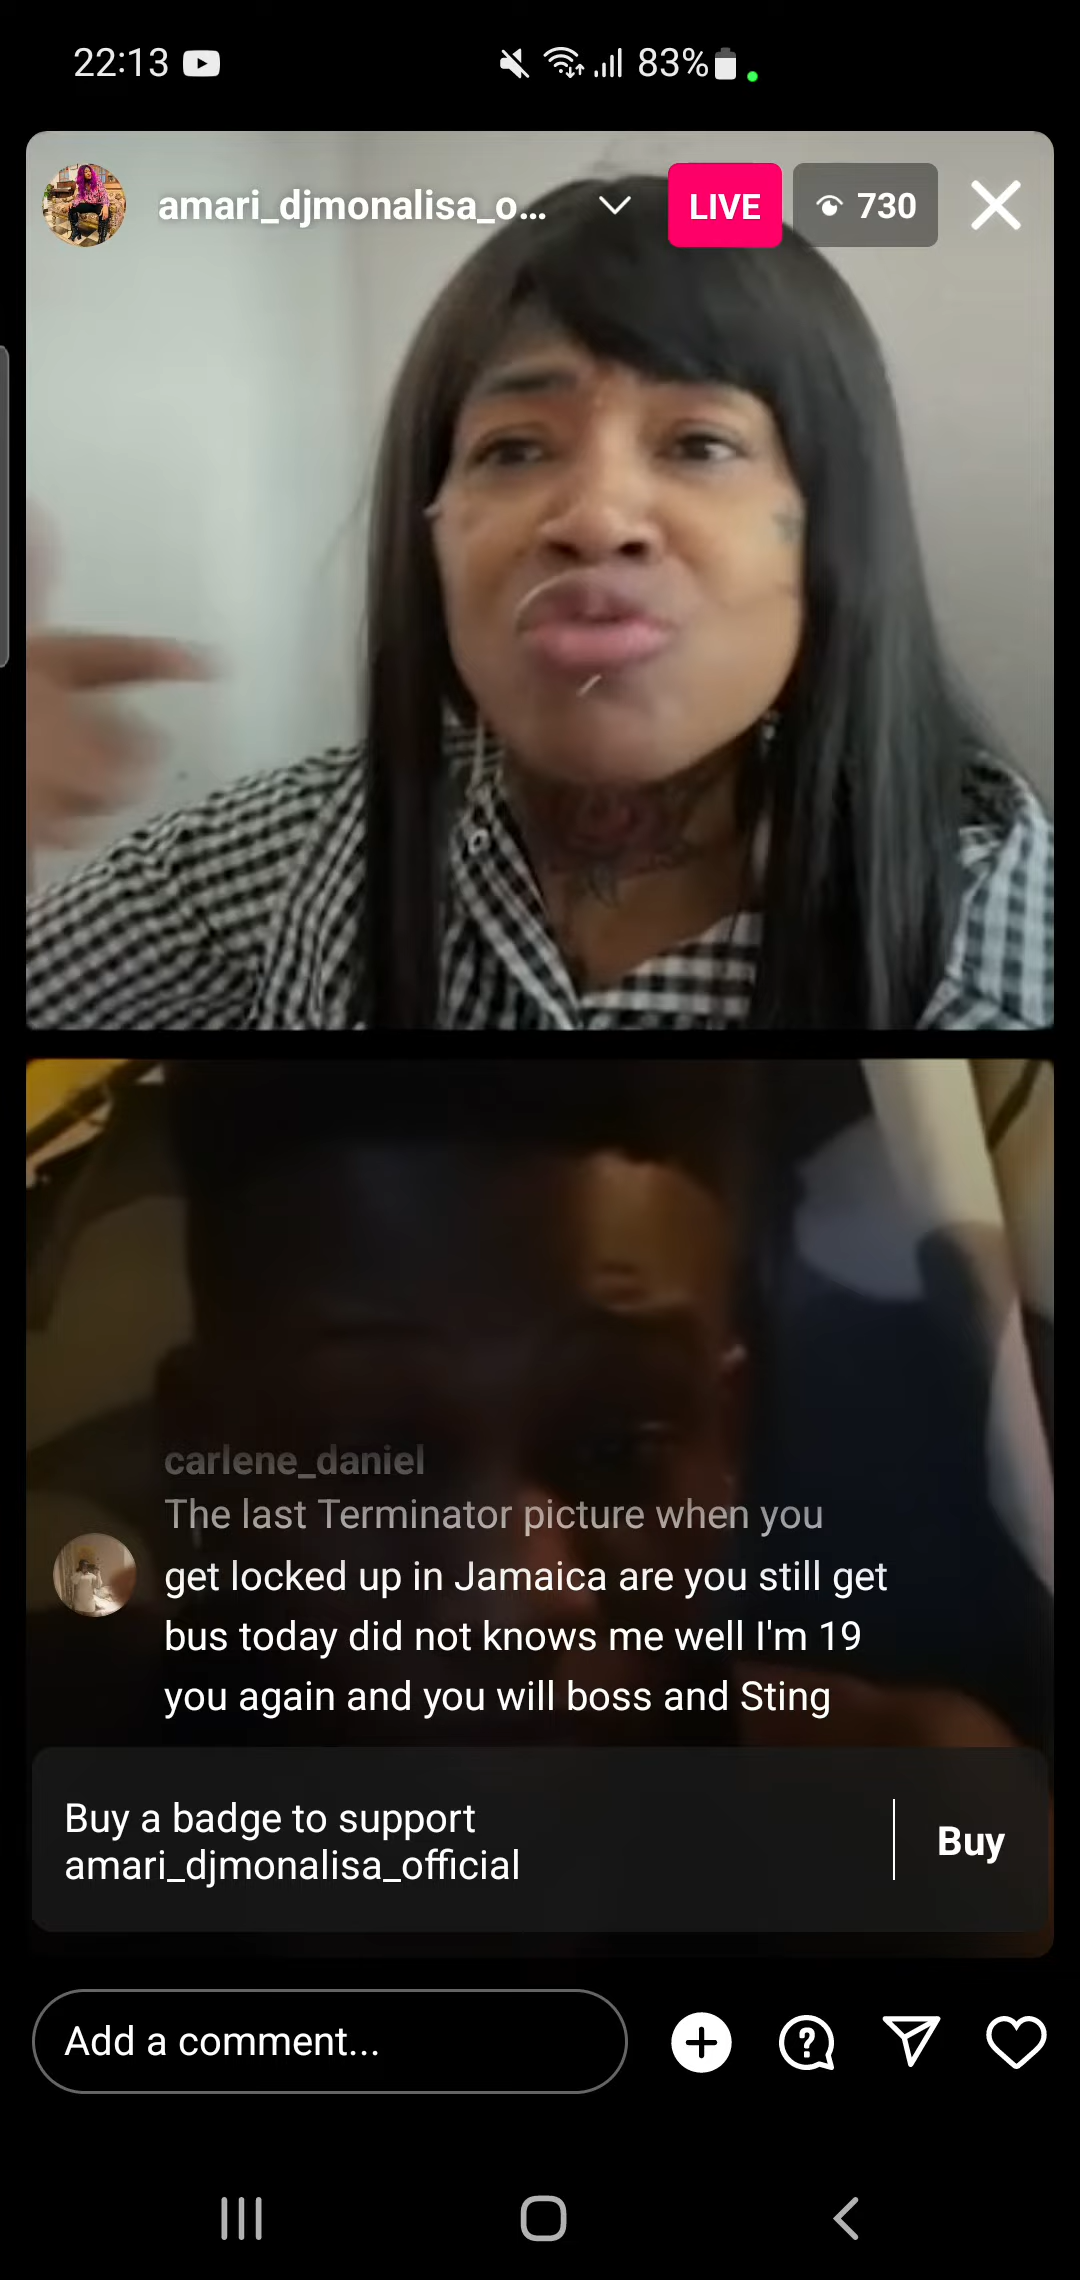 22:13 83%
amari_djmonalisa_o... LIVE 730
carlene_daniel
The last Terminator picture when you
get locked up in Jamaica are you still get
bus today did not knows me well I'm 19
you again and you will boss and Sting
Buy a badge to support
amari_djmonalisa_official
Buy
Add a comment...